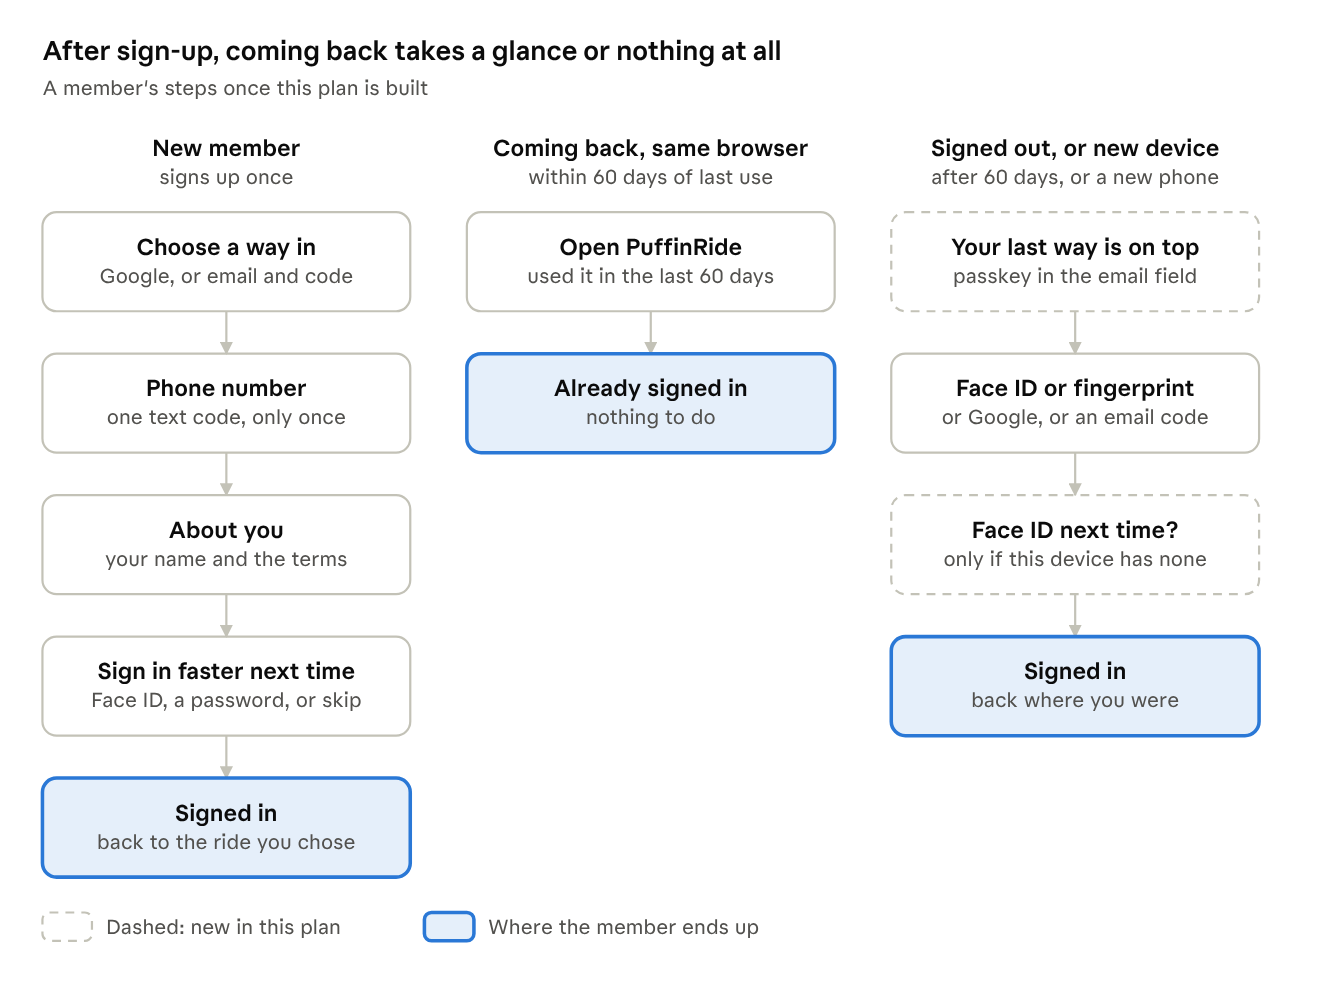 After sign-up, coming back takes a glance or nothing at all
A member's steps once this plan is built
New member
signs up once
Choose a way in
Google, or email and code
Phone number
one text code, only once
About you
your name and the terms
Sign in faster next time
Face ID, a password, or skip
Signed in
back to the ride you chose
Coming back, same browser
within 60 days of last use
Open PuffinRide
used it in the last 60 days
Already signed in
nothing to do
Signed out, or new device
after 60 days, or a new phone
Your last way is on top
passkey in the email field
Face ID or fingerprint
or Google, or an email code
Face ID next time?
only if this device has none
Signed in
back where you were
Dashed: new in this plan
Where the member ends up